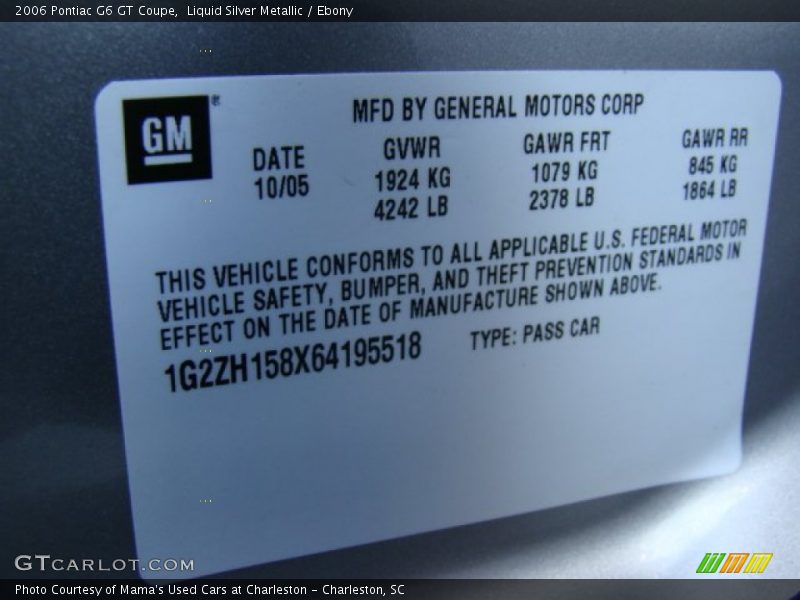 2006 Pontiac G6 GT Coupe,  Liquid Silver Metallic / Ebony
GM®
MFD BY GENERAL MOTORS CORP
DATE GVWR GAWR FRT GAWR RR
10/05 1924 KG 1079 KG 845 KG
4242 LB 2378 LB 1864 LB
THIS VEHICLE CONFORMS TO ALL APPLICABLE U.S. FEDERAL MOTOR
VEHICLE SAFETY, BUMPER, AND THEFT PREVENTION STANDARDS IN
EFFECT ON THE DATE OF MANUFACTURE SHOWN ABOVE.
1G2ZH158X64195518 TYPE: PASS CAR
GTCARLOT.COM
Photo Courtesy of Mama's Used Cars at Charleston - Charleston, SC